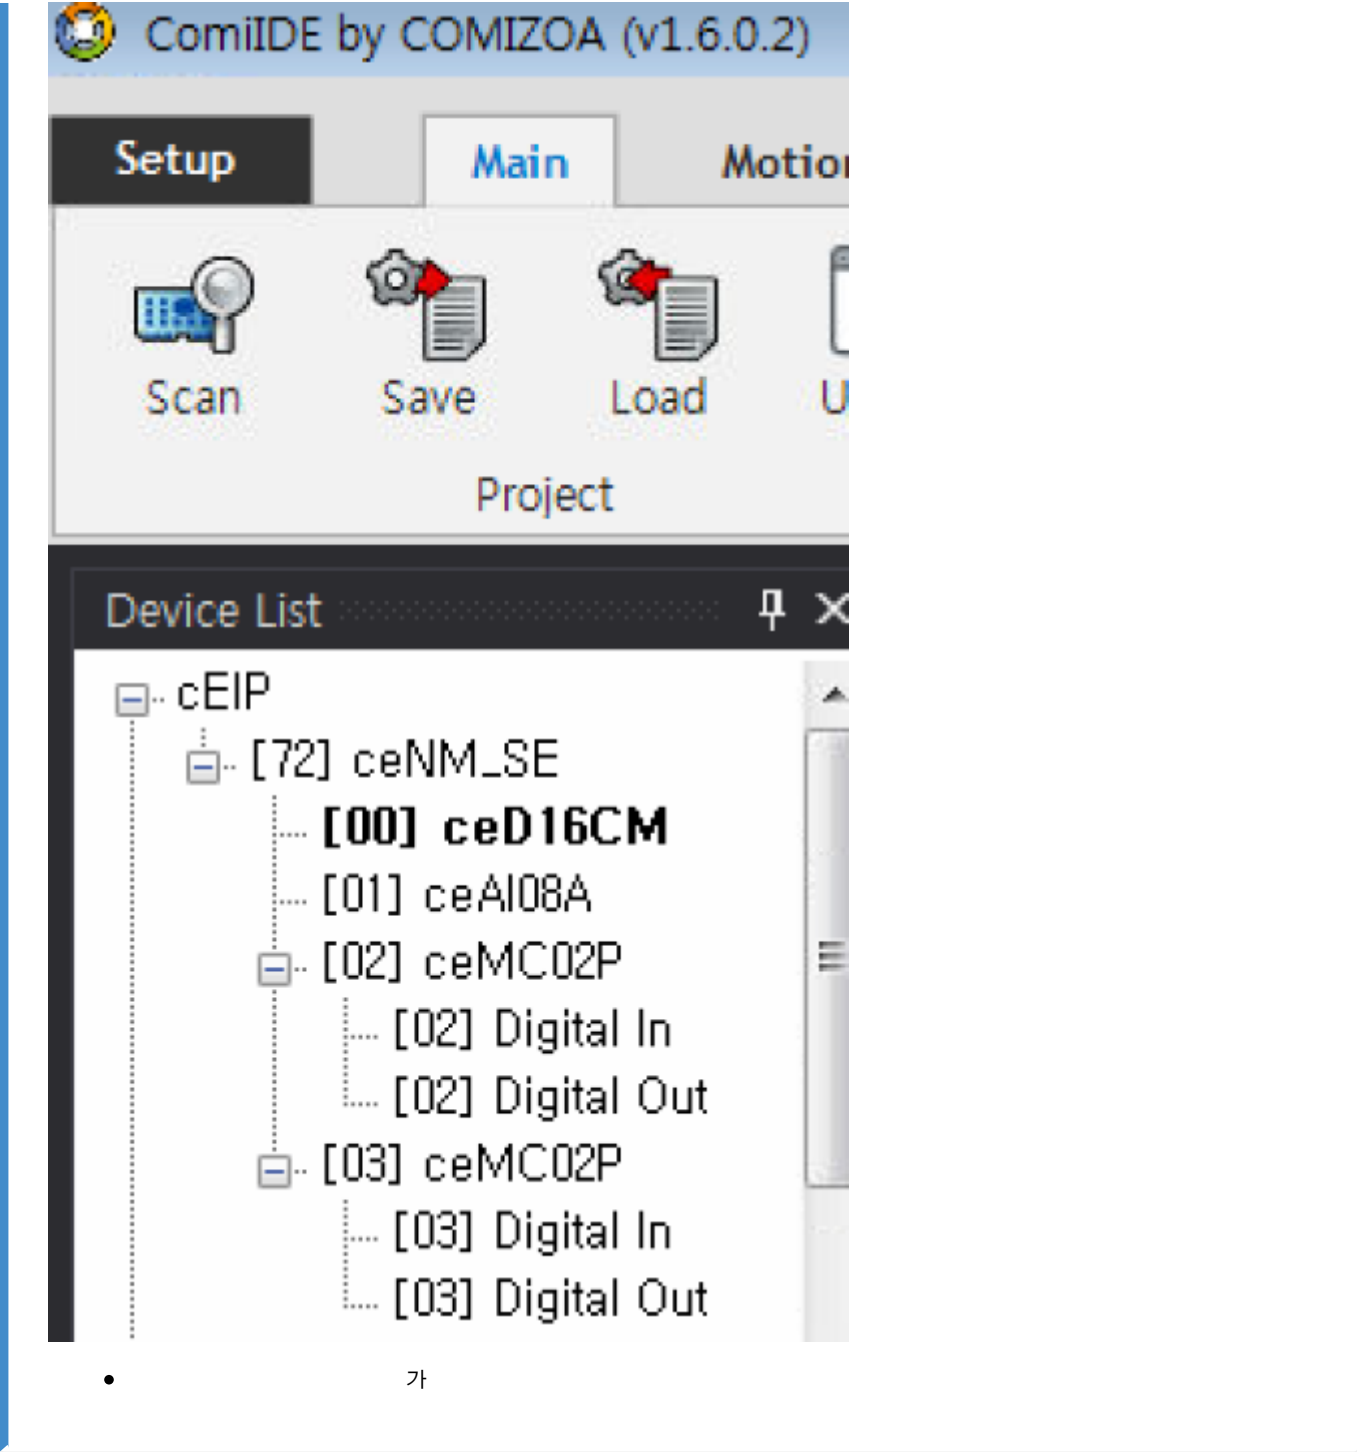 ComiIDE by COMIZOA (v1.6.0.2)
Setup Main Motion
Scan Save Load U
Project
Device List
cEIP
[72] ceNM_SE
[00] ceD16CM
[01] ceAI08A
[02] ceMC02P
[02] Digital In
[02] Digital Out
[03] ceMC02P
[03] Digital In
[03] Digital Out
• 가